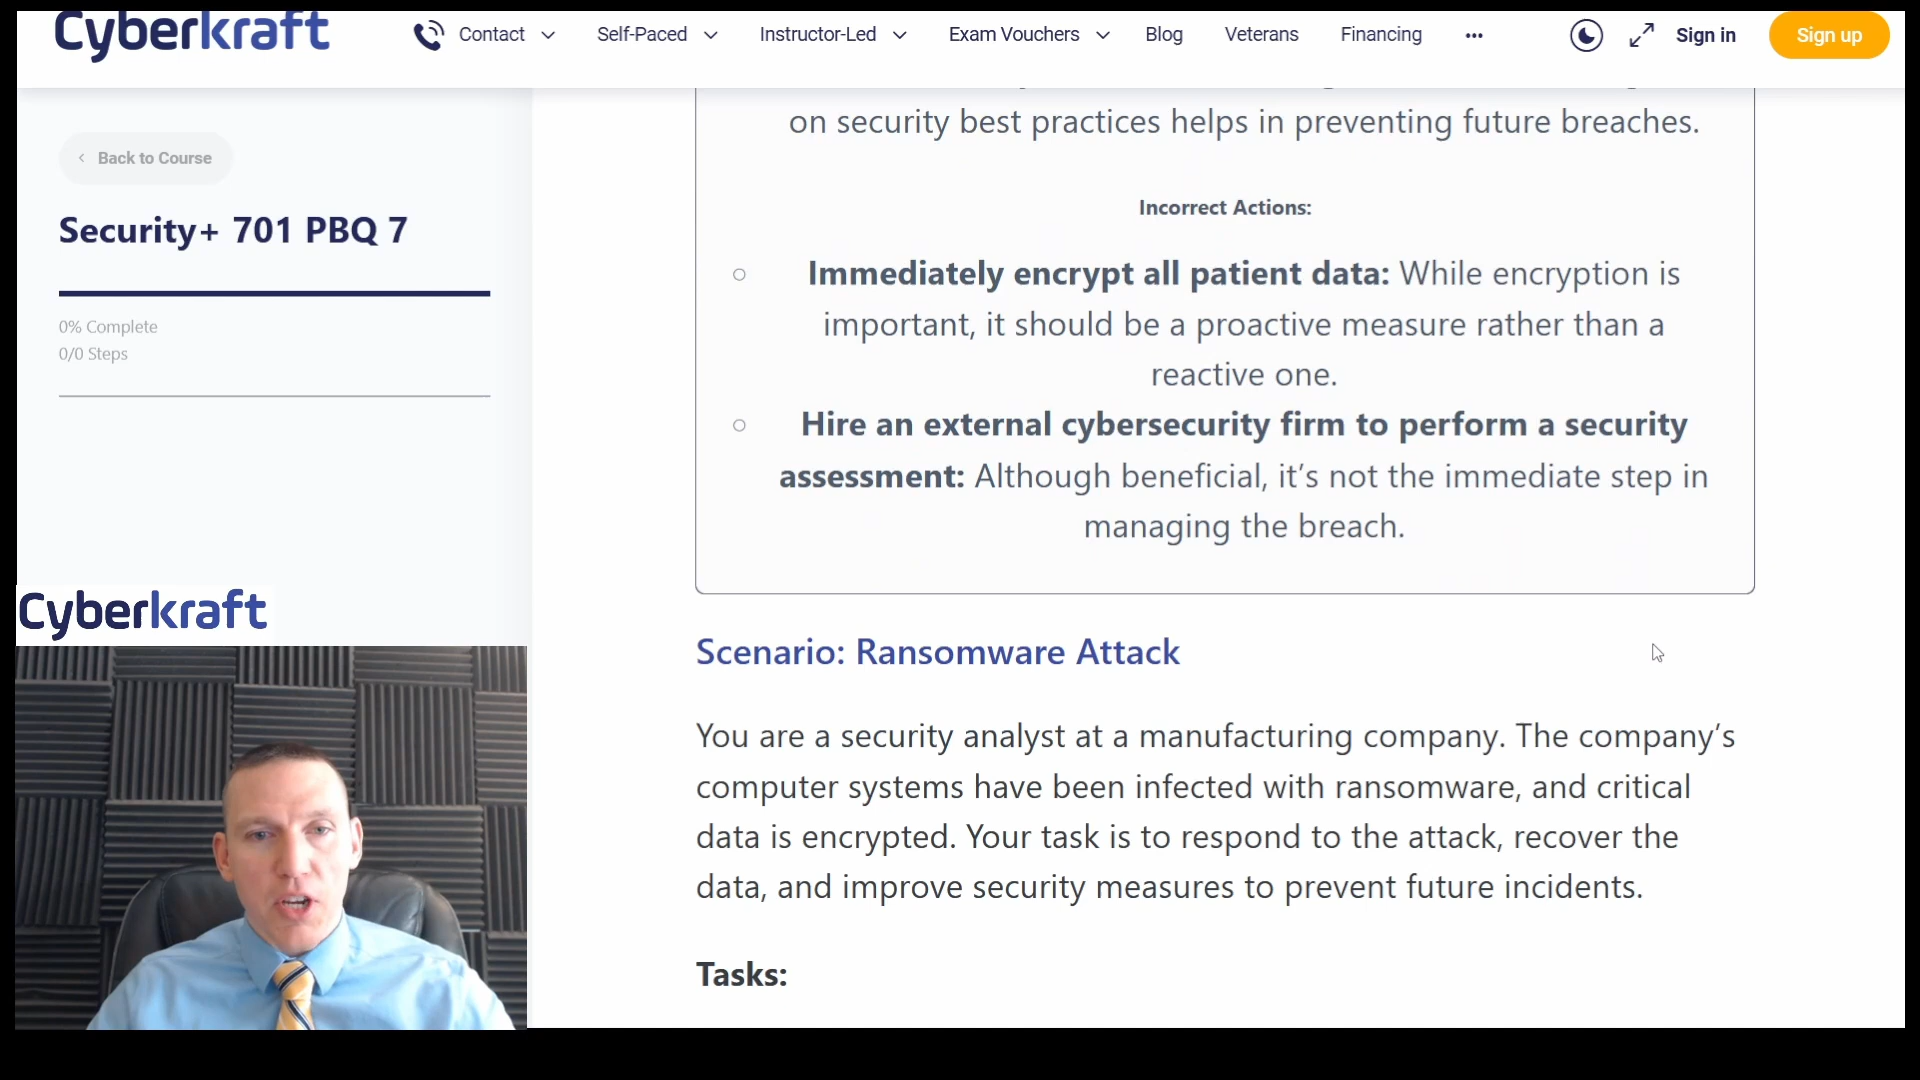 Cyberkraft
Contact
Self-Paced
Instructor-Led
Exam Vouchers
Blog
Veterans
Financing
Sign in
Sign up
Back to Course
Security+ 701 PBQ 7
0% Complete
0/0 Steps
on security best practices helps in preventing future breaches.
Incorrect Actions:
Immediately encrypt all patient data: While encryption is
important, it should be a proactive measure rather than a
reactive one.
Hire an external cybersecurity firm to perform a security
assessment: Although beneficial, it’s not the immediate step in
managing the breach.
Cyberkraft
Scenario: Ransomware Attack
You are a security analyst at a manufacturing company. The company’s
computer systems have been infected with ransomware, and critical
data is encrypted. Your task is to respond to the attack, recover the
data, and improve security measures to prevent future incidents.
Tasks: